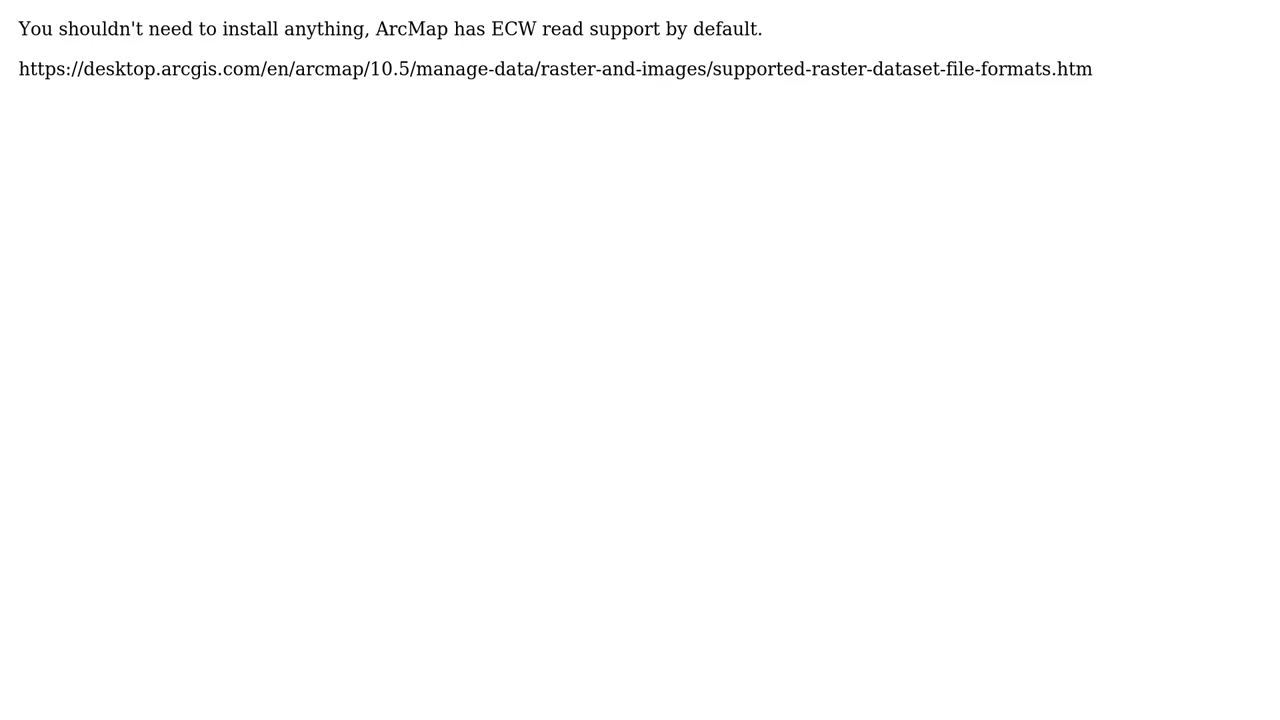 You shouldn't need to install anything, ArcMap has ECW read support by default.
https://desktop.arcgis.com/en/arcmap/10.5/manage-data/raster-and-images/supported-raster-dataset-file-formats.htm